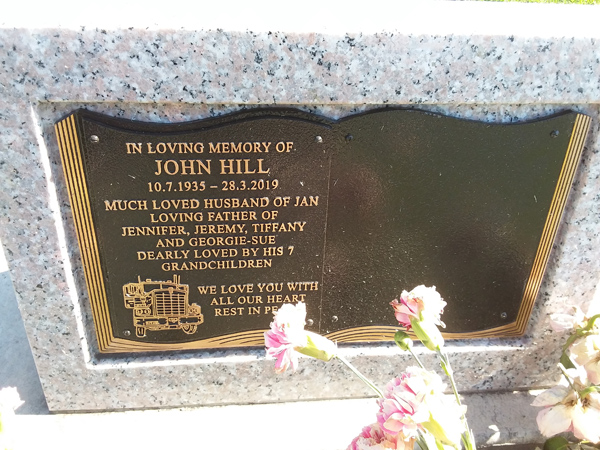 IN LOVING MEMORY OF
JOHN HILL
10.7.1935 – 28.3.2019
MUCH LOVED HUSBAND OF JAN
LOVING FATHER OF
JENNIFER, JEREMY, TIFFANY
AND GEORGIE-SUE
DEARLY LOVED BY HIS 7
GRANDCHILDREN
WE LOVE YOU WITH
ALL OUR HEART
REST IN